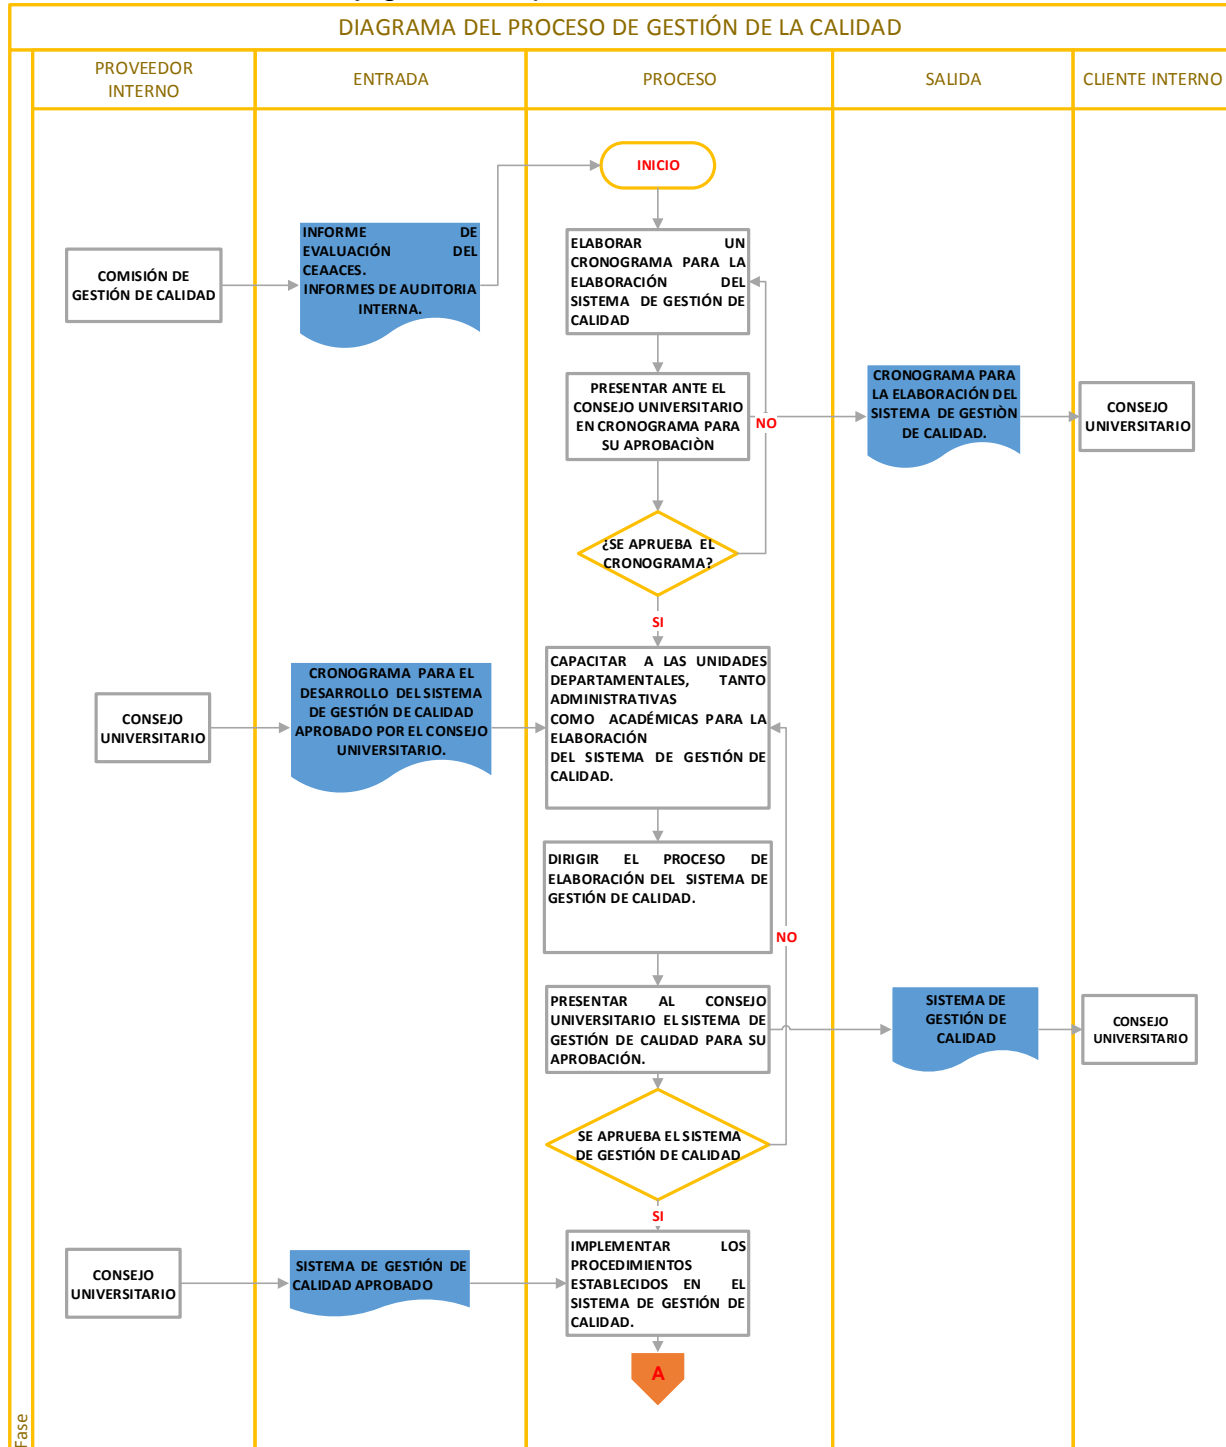 DIAGRAMA DEL PROCESO DE GESTIÓN DE LA CALIDAD
PROVEEDOR
INTERNO
ENTRADA
PROCESO
SALIDA
CLIENTE INTERNO
INICIO
COMISIÓN DE
GESTIÓN DE CALIDAD
INFORME DE
EVALUACIÓN DEL
CEAACES.
INFORMES DE AUDITORIA
INTERNA.
ELABORAR UN
CRONOGRAMA PARA LA
ELABORACIÓN DEL
SISTEMA DE GESTIÓN DE
CALIDAD
PRESENTAR ANTE EL
CONSEJO UNIVERSITARIO
EN CRONOGRAMA PARA
SU APROBACIÒN
NO
CRONOGRAMA PARA
LA ELABORACIÓN DEL
SISTEMA DE GESTIÒN
DE CALIDAD.
CONSEJO
UNIVERSITARIO
¿SE APRUEBA EL
CRONOGRAMA?
SI
CONSEJO
UNIVERSITARIO
CRONOGRAMA PARA EL
DESARROLLO DEL SISTEMA
DE GESTIÓN DE CALIDAD
APROBADO POR EL CONSEJO
UNIVERSITARIO.
CAPACITAR A LAS UNIDADES
DEPARTAMENTALES, TANTO
ADMINISTRATIVAS
COMO ACADÉMICAS PARA LA
ELABORACIÓN
DEL SISTEMA DE GESTIÓN DE
CALIDAD.
DIRIGIR EL PROCESO DE
ELABORACIÓN DEL SISTEMA DE
GESTIÓN DE CALIDAD.
NO
PRESENTAR AL CONSEJO
UNIVERSITARIO EL SISTEMA DE
GESTIÓN DE CALIDAD PARA SU
APROBACIÓN.
SISTEMA DE
GESTIÓN DE
CALIDAD
CONSEJO
UNIVERSITARIO
SE APRUEBA EL SISTEMA
DE GESTIÓN DE CALIDAD
SI
CONSEJO
UNIVERSITARIO
SISTEMA DE GESTIÓN DE
CALIDAD APROBADO
IMPLEMENTAR LOS
PROCEDIMIENTOS
ESTABLECIDOS EN EL
SISTEMA DE GESTIÓN DE
CALIDAD.
A
Fase